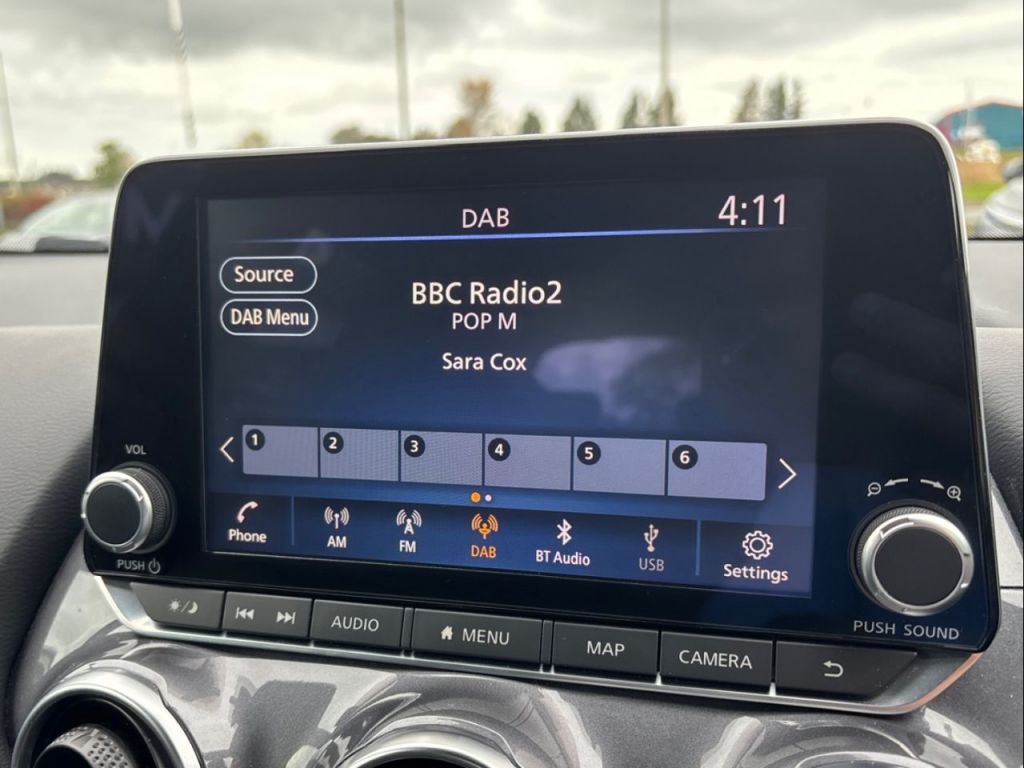 DAB
4:11
Source
DAB Menu
BBC Radio2
POP M
Sara Cox
1 2 3 4 5 6
Phone AM FM DAB BT Audio USB Settings
VOL
PUSH
PUSH SOUND
AUDIO MENU MAP CAMERA